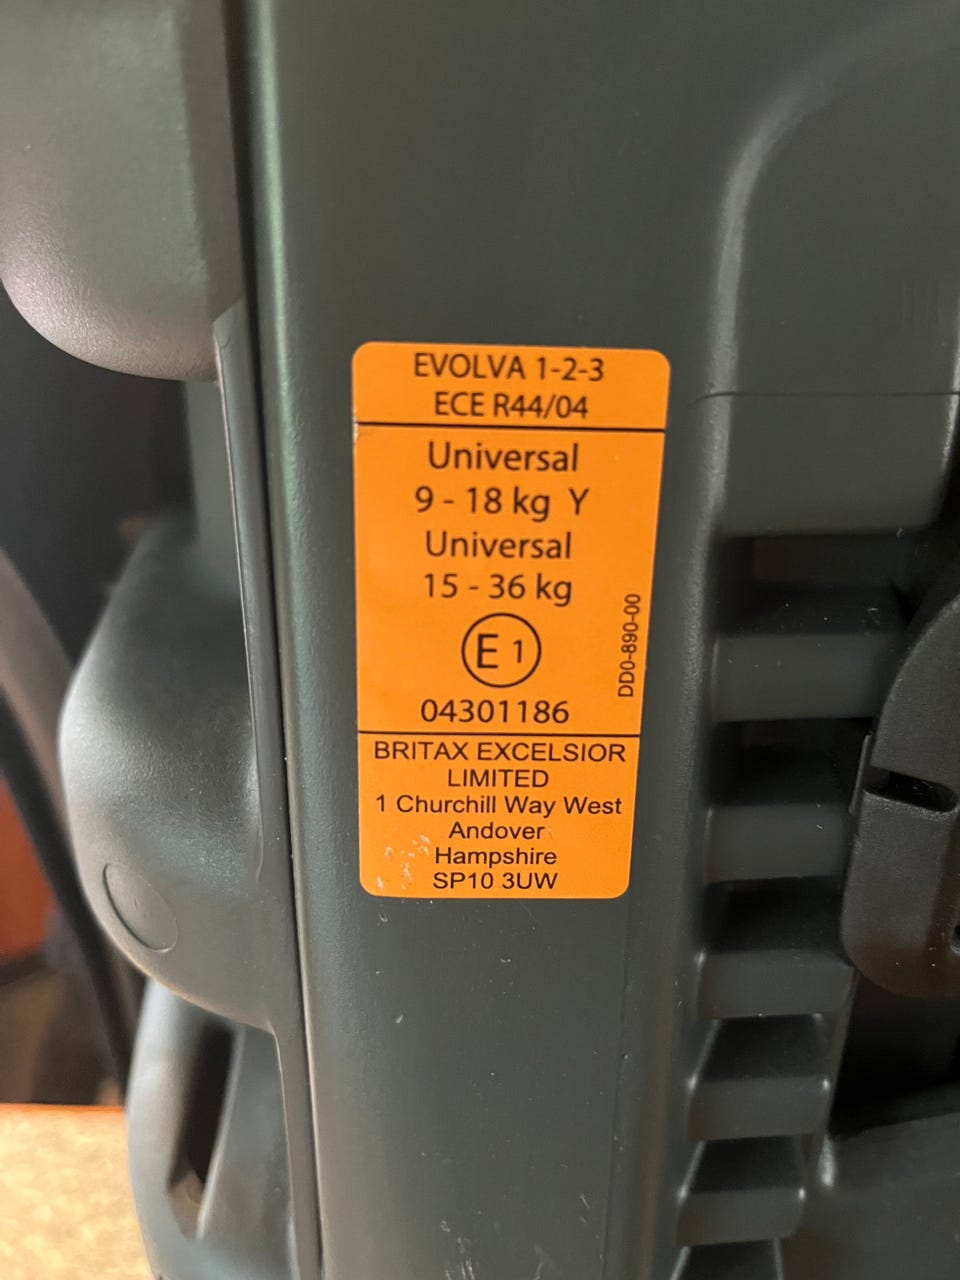 EVOLVA 1-2-3
ECE R44/04
Universal
9 - 18 kg Y
Universal
15 - 36 kg
E 1
04301186
DD0-890-00
BRITAX EXCELSIOR
LIMITED
1 Churchill Way West
Andover
Hampshire
SP10 3UW